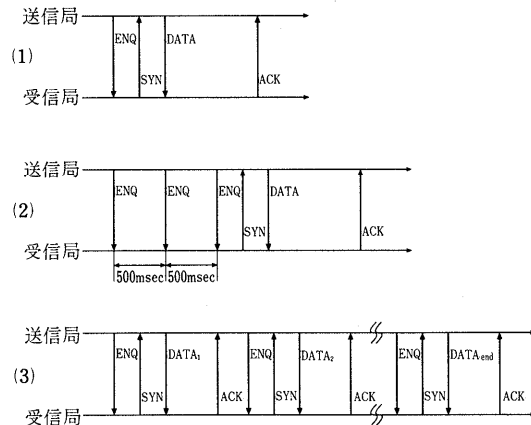 送信局
ENQ DATA
(1)
SYN ACK
受信局
送信局
ENQ ENQ ENQ DATA
(2)
SYN ACK
受信局
500msec 500msec
送信局
ENQ DATA₁ ENQ DATA₂ ENQ DATAend
(3)
SYN ACK SYN ACK SYN ACK
受信局